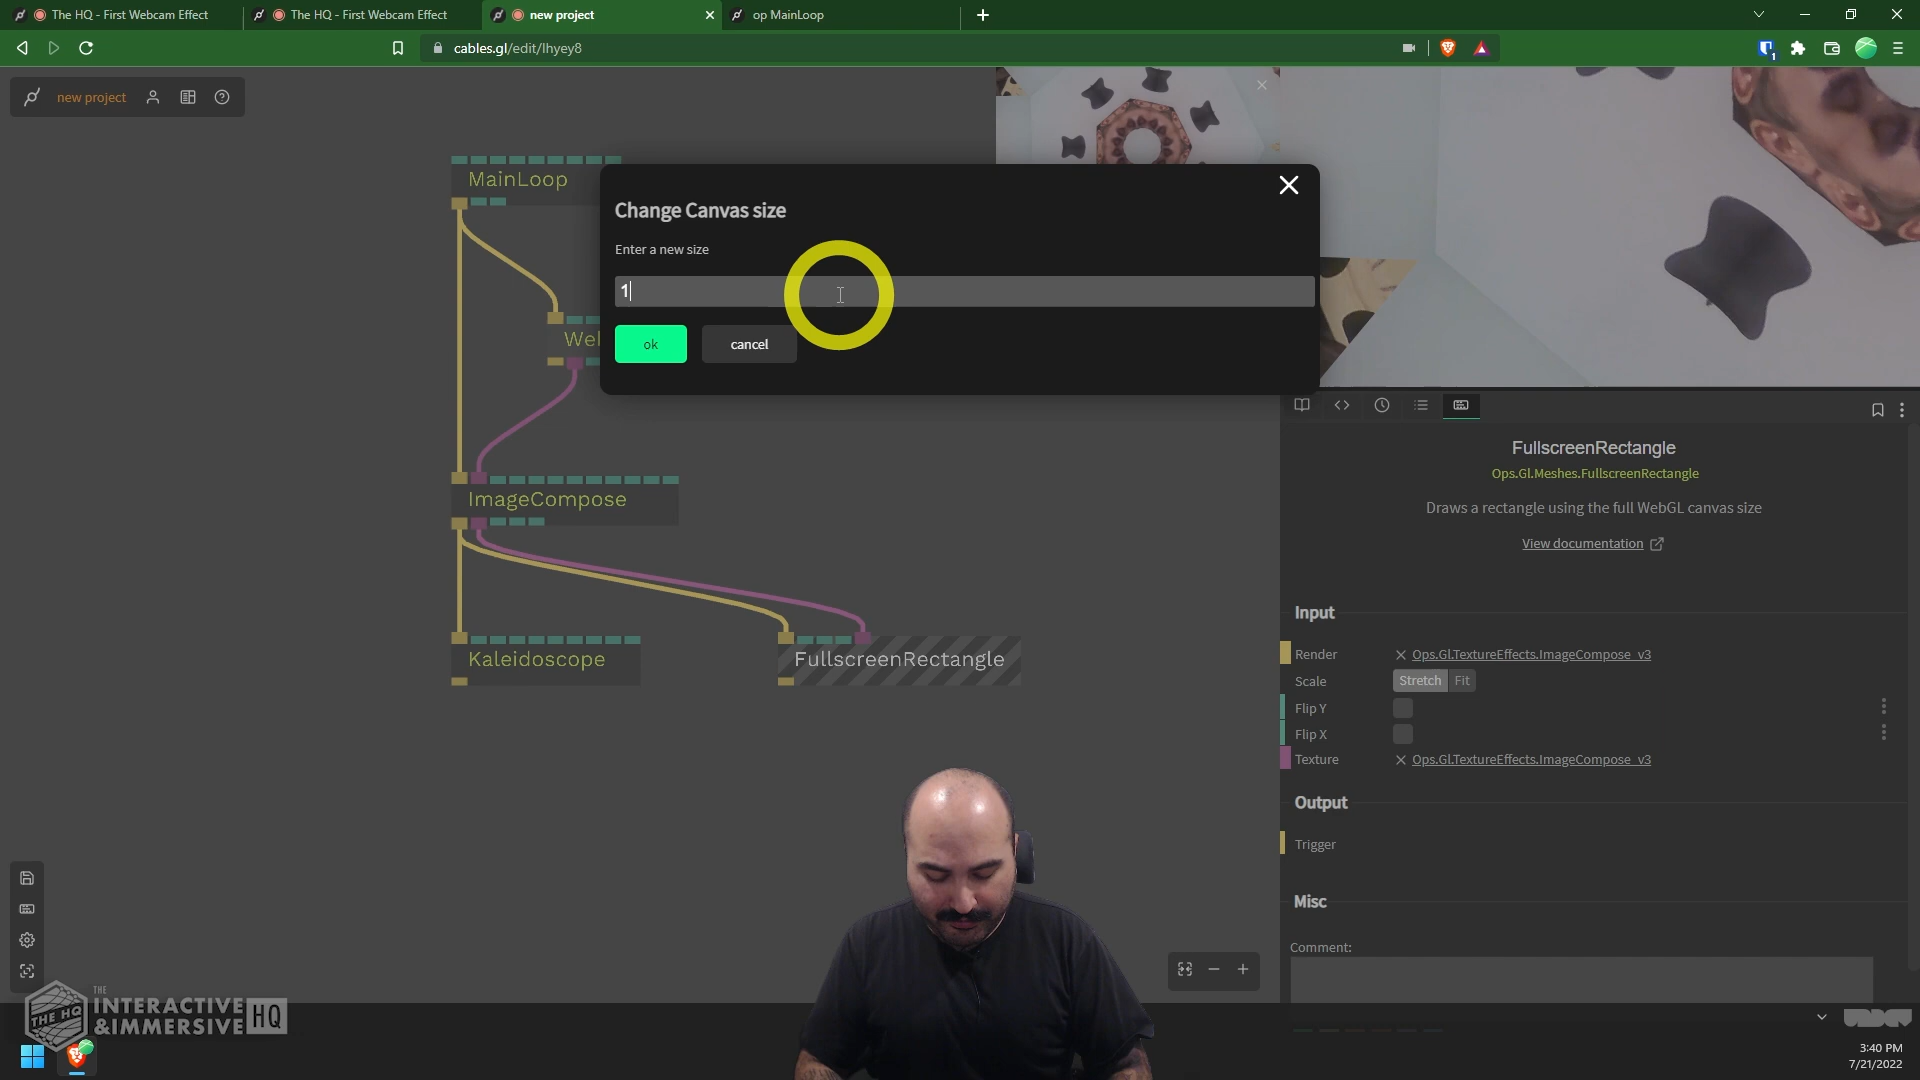 The HQ - First Webcam Effect
The HQ - First Webcam Effect
new project
op MainLoop
cables.gl/edit/lhyey8
1
new project
MainLoop
Change Canvas size
Enter a new size
1
ok
cancel
ImageCompose
Kaleidoscope
FullscreenRectangle
FullscreenRectangle
Ops.Gl.Meshes.FullscreenRectangle
Draws a rectangle using the full WebGL canvas size
View documentation
Input
Render
Ops.Gl.TextureEffects.ImageCompose_v3
Scale
Stretch
Fit
Flip Y
Flip X
Texture
Ops.Gl.TextureEffects.ImageCompose_v3
Output
Trigger
Misc
Comment:
THE HQ
THE
INTERACTIVE
& IMMERSIVE HQ
3:40 PM
7/21/2022